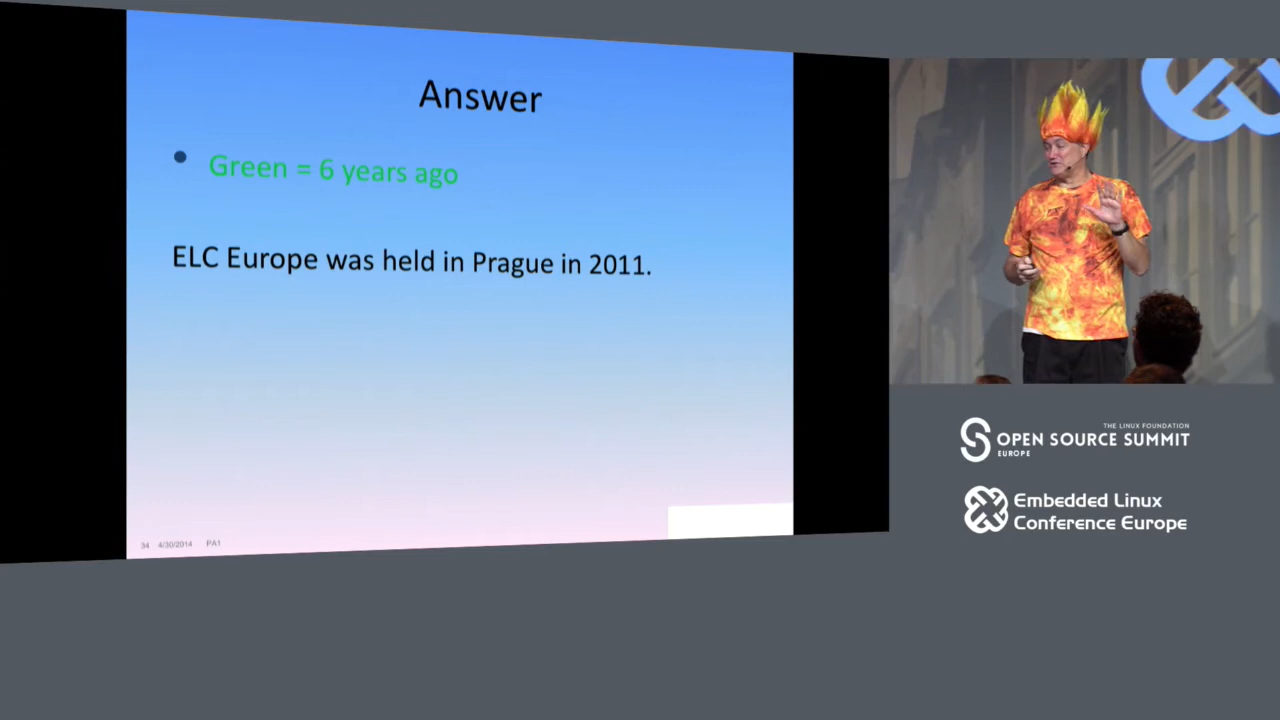 Answer
Green = 6 years ago
ELC Europe was held in Prague in 2011.
34 4/30/2014 PA1
THE LINUX FOUNDATION
OPEN SOURCE SUMMIT
EUROPE
Embedded Linux
Conference Europe